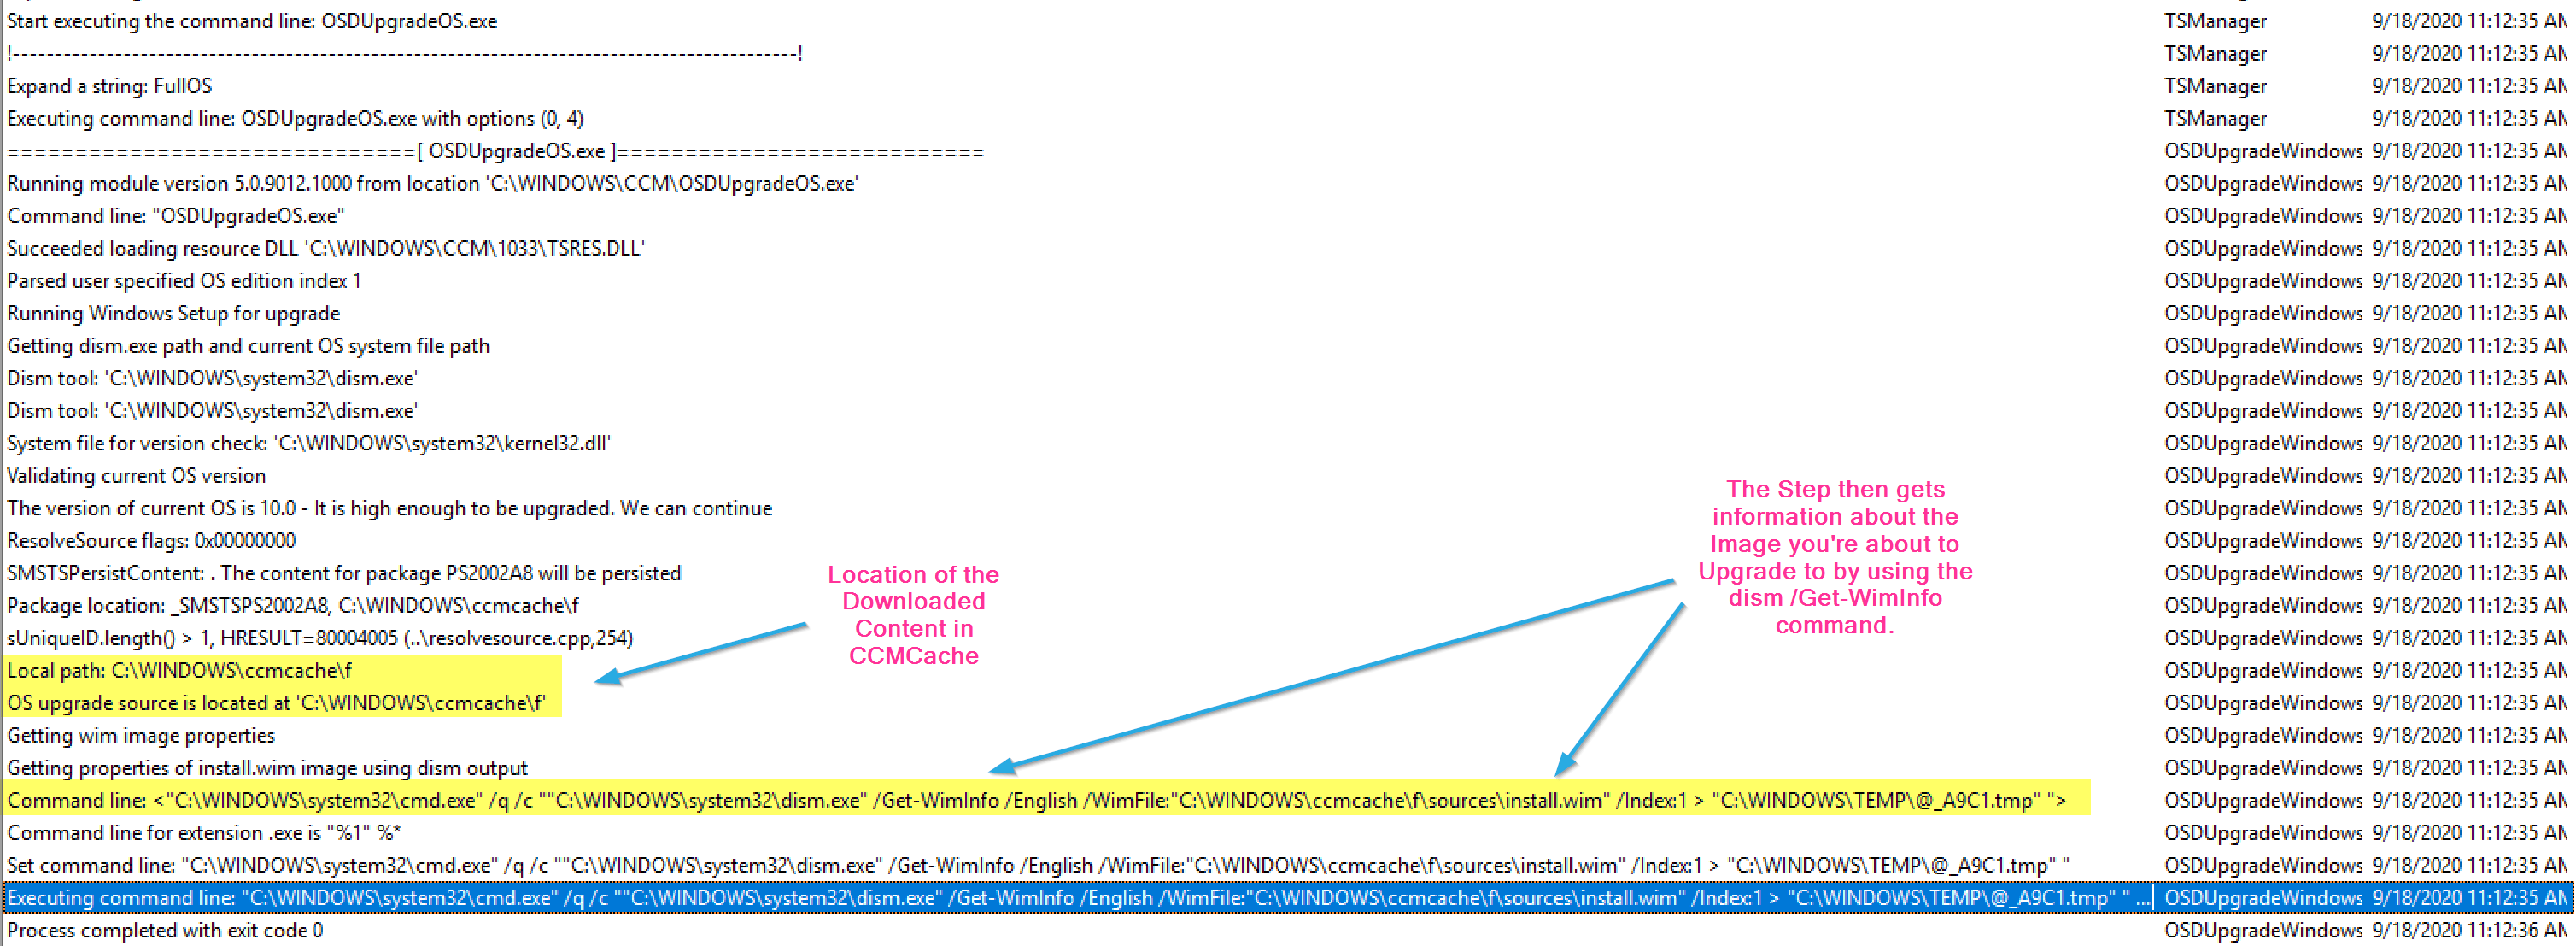 Start executing the command line: OSDUpgradeOS.exe TSManager 9/18/2020 11:12:35 AM
!--------------------------------------------------------------------------------------------! TSManager 9/18/2020 11:12:35 AM
Expand a string: FullOS TSManager 9/18/2020 11:12:35 AM
Executing command line: OSDUpgradeOS.exe with options (0, 4) TSManager 9/18/2020 11:12:35 AM
==============================[ OSDUpgradeOS.exe ]=========================== OSDUpgradeWindows 9/18/2020 11:12:35 AM
Running module version 5.0.9012.1000 from location 'C:\WINDOWS\CCM\OSDUpgradeOS.exe' OSDUpgradeWindows 9/18/2020 11:12:35 AM
Command line: "OSDUpgradeOS.exe" OSDUpgradeWindows 9/18/2020 11:12:35 AM
Succeeded loading resource DLL 'C:\WINDOWS\CCM\1033\TSRES.DLL' OSDUpgradeWindows 9/18/2020 11:12:35 AM
Parsed user specified OS edition index 1 OSDUpgradeWindows 9/18/2020 11:12:35 AM
Running Windows Setup for upgrade OSDUpgradeWindows 9/18/2020 11:12:35 AM
Getting dism.exe path and current OS system file path OSDUpgradeWindows 9/18/2020 11:12:35 AM
Dism tool: 'C:\WINDOWS\system32\dism.exe' OSDUpgradeWindows 9/18/2020 11:12:35 AM
Dism tool: 'C:\WINDOWS\system32\dism.exe' OSDUpgradeWindows 9/18/2020 11:12:35 AM
System file for version check: 'C:\WINDOWS\system32\kernel32.dll' OSDUpgradeWindows 9/18/2020 11:12:35 AM
Validating current OS version OSDUpgradeWindows 9/18/2020 11:12:35 AM
The version of current OS is 10.0 - It is high enough to be upgraded. We can continue OSDUpgradeWindows 9/18/2020 11:12:35 AM
ResolveSource flags: 0x00000000 OSDUpgradeWindows 9/18/2020 11:12:35 AM
SMSTSPersistContent: . The content for package PS2002A8 will be persisted OSDUpgradeWindows 9/18/2020 11:12:35 AM
Package location: _SMSTSPS2002A8, C:\WINDOWS\ccmcache\f OSDUpgradeWindows 9/18/2020 11:12:35 AM
sUniqueID.length() > 1, HRESULT=80004005 (..\resolvesource.cpp,254) OSDUpgradeWindows 9/18/2020 11:12:35 AM
Local path: C:\WINDOWS\ccmcache\f OSDUpgradeWindows 9/18/2020 11:12:35 AM
OS upgrade source is located at 'C:\WINDOWS\ccmcache\f' OSDUpgradeWindows 9/18/2020 11:12:35 AM
Getting wim image properties OSDUpgradeWindows 9/18/2020 11:12:35 AM
Getting properties of install.wim image using dism output OSDUpgradeWindows 9/18/2020 11:12:35 AM
Command line: <"C:\WINDOWS\system32\cmd.exe" /q /c ""C:\WINDOWS\system32\dism.exe" /Get-WimInfo /English /WimFile:"C:\WINDOWS\ccmcache\f\sources\install.wim" /Index:1 > "C:\WINDOWS\TEMP\@_A9C1.tmp" "> OSDUpgradeWindows 9/18/2020 11:12:35 AM
Command line for extension .exe is "%1" %* OSDUpgradeWindows 9/18/2020 11:12:35 AM
Set command line: "C:\WINDOWS\system32\cmd.exe" /q /c ""C:\WINDOWS\system32\dism.exe" /Get-WimInfo /English /WimFile:"C:\WINDOWS\ccmcache\f\sources\install.wim" /Index:1 > "C:\WINDOWS\TEMP\@_A9C1.tmp" " OSDUpgradeWindows 9/18/2020 11:12:35 AM
Executing command line: "C:\WINDOWS\system32\cmd.exe" /q /c ""C:\WINDOWS\system32\dism.exe" /Get-WimInfo /English /WimFile:"C:\WINDOWS\ccmcache\f\sources\install.wim" /Index:1 > "C:\WINDOWS\TEMP\@_A9C1.tmp" " ... OSDUpgradeWindows 9/18/2020 11:12:35 AM
Process completed with exit code 0 OSDUpgradeWindows 9/18/2020 11:12:36 AM
Location of the
Downloaded
Content in
CCMCache
The Step then gets
information about the
Image you're about to
Upgrade to by using the
dism /Get-WimInfo
command.